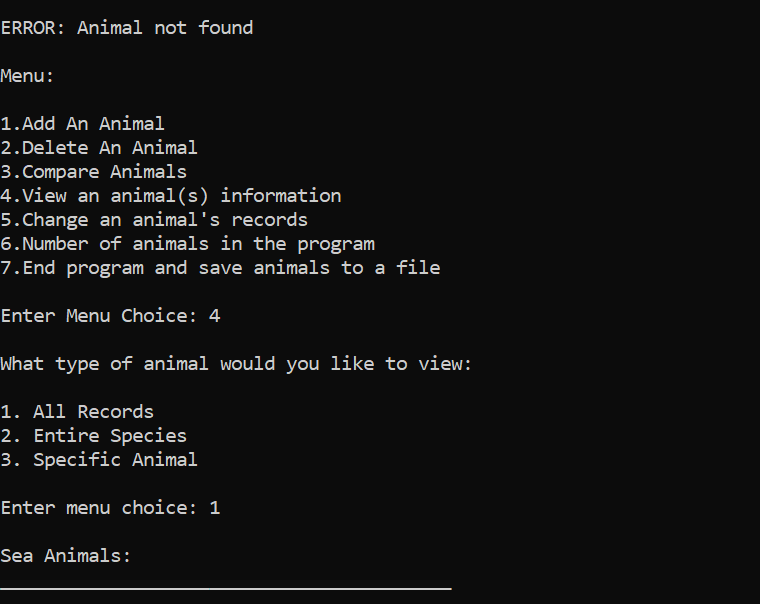 ERROR: Animal not found
Menu:
1.Add An Animal
2.Delete An Animal
3.Compare Animals
4.View an animal(s) information
5.Change an animal's records
6.Number of animals in the program
7.End program and save animals to a file
Enter Menu Choice: 4
What type of animal would you like to view:
1. All Records
2. Entire Species
3. Specific Animal
Enter menu choice: 1
Sea Animals:
_________________________________________